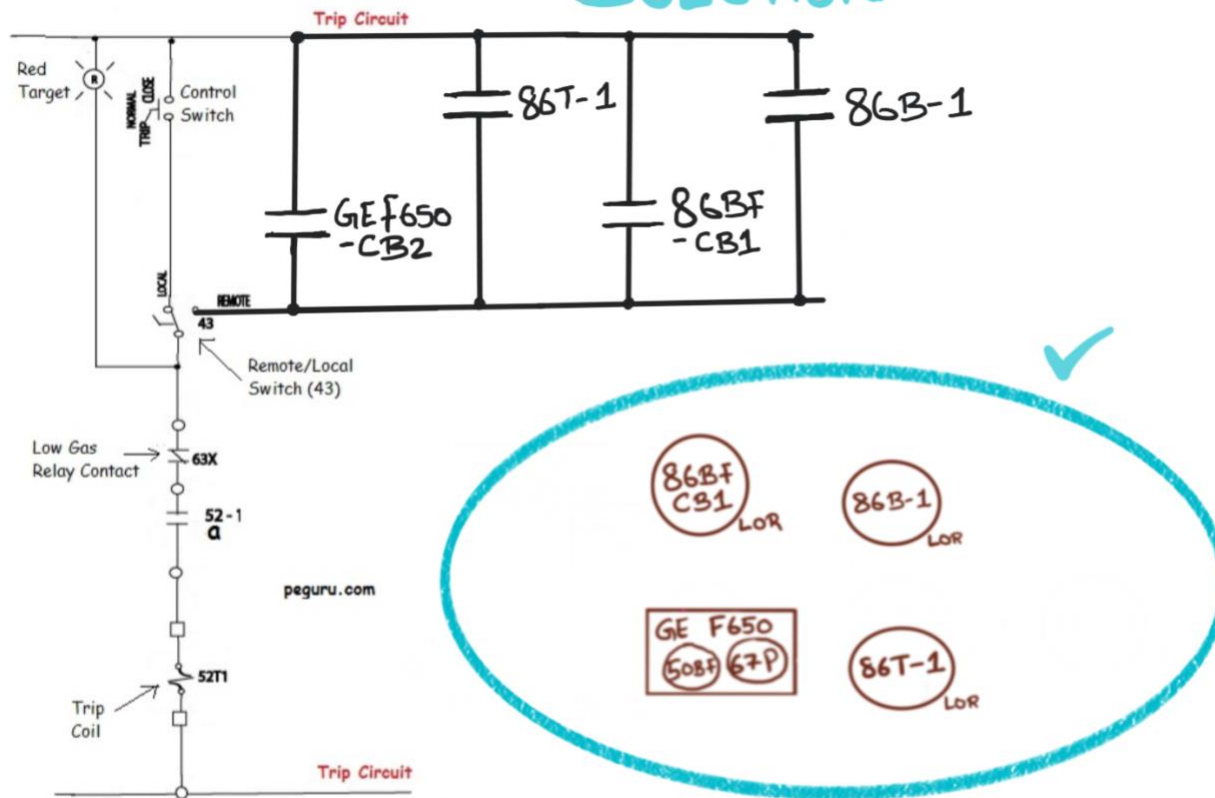 Trip Circuit
Red
Target
R
CLOSE
NORMAL
TRIP
Control
Switch
86T-1
86B-1
GE F650
-CB2
86BF
-CB1
LOCAL
REMOTE
43
Remote/Local
Switch (43)
Low Gas
Relay Contact
63X
52-1
a
peguru.com
52T1
Trip
Coil
Trip Circuit
86BF
CB1
LOR
86B-1
LOR
GE F650
50BF 67P
86T-1
LOR